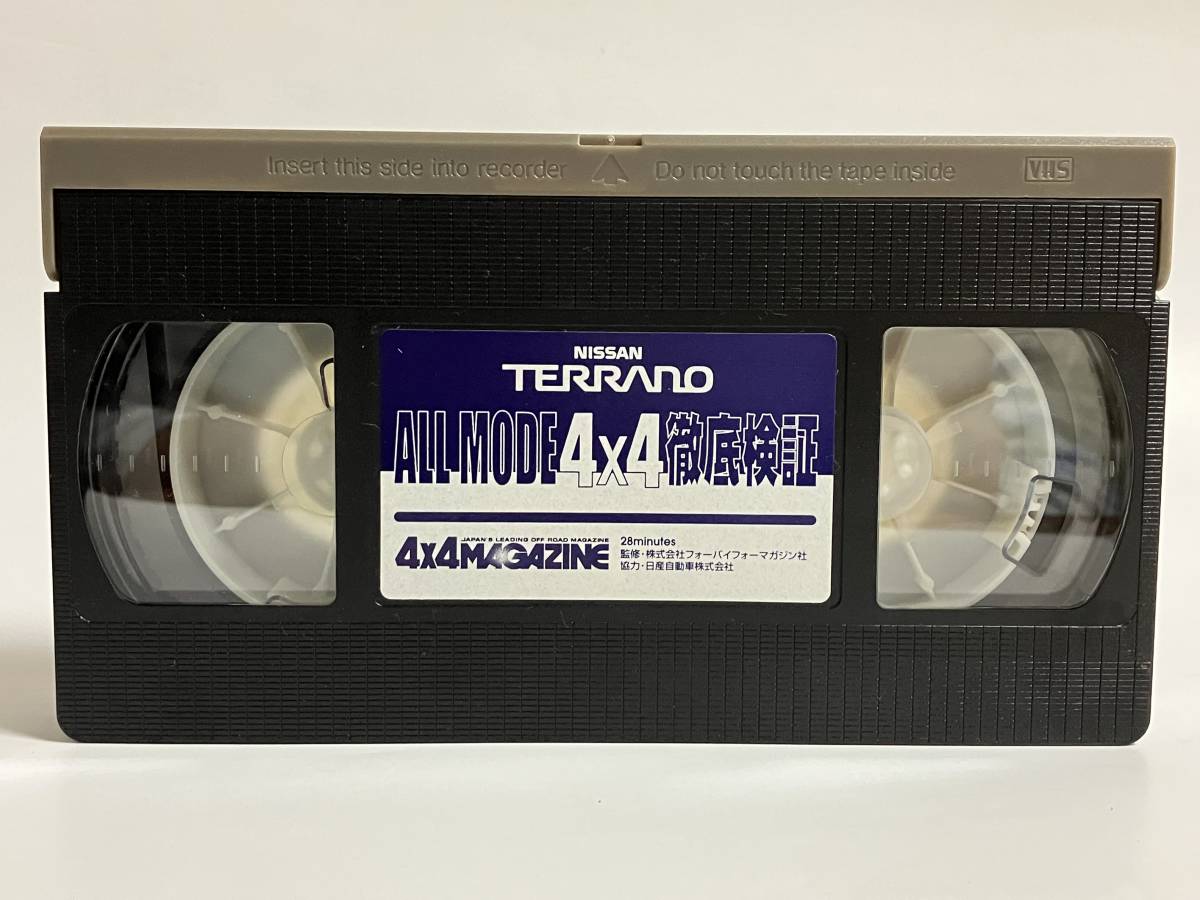 Insert this side into recorder Do not touch the tape inside VHS
NISSAN
TERRANO
ALL MODE 4x4 徹底検証
JAPAN'S LEADING OFF ROAD MAGAZINE
4x4MAGAZINE
28minutes
監修・株式会社フォーバイフォーマガジン社
協力・日産自動車株式会社